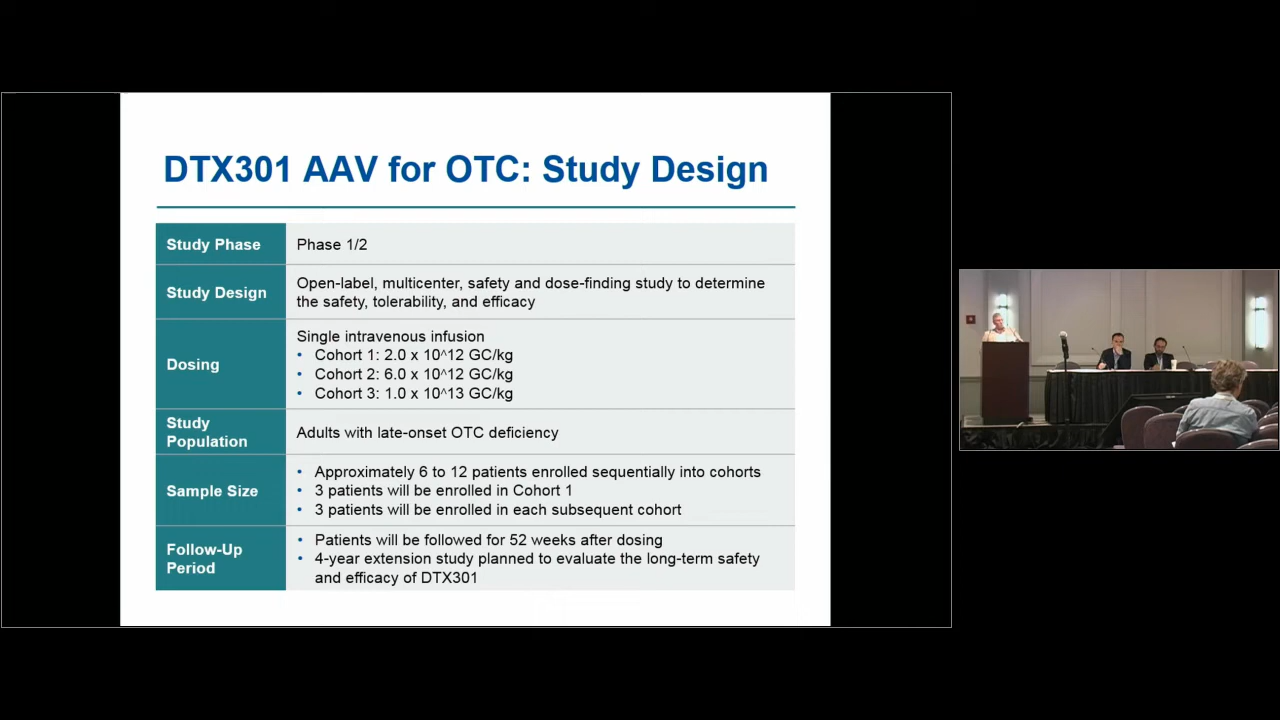 DTX301 AAV for OTC: Study Design
Study Phase
Phase 1/2
Study Design
Open-label, multicenter, safety and dose-finding study to determine
the safety, tolerability, and efficacy
Dosing
Single intravenous infusion
• Cohort 1: 2.0 x 10^12 GC/kg
• Cohort 2: 6.0 x 10^12 GC/kg
• Cohort 3: 1.0 x 10^13 GC/kg
Study
Population
Adults with late-onset OTC deficiency
Sample Size
• Approximately 6 to 12 patients enrolled sequentially into cohorts
• 3 patients will be enrolled in Cohort 1
• 3 patients will be enrolled in each subsequent cohort
Follow-Up
Period
• Patients will be followed for 52 weeks after dosing
• 4-year extension study planned to evaluate the long-term safety
and efficacy of DTX301